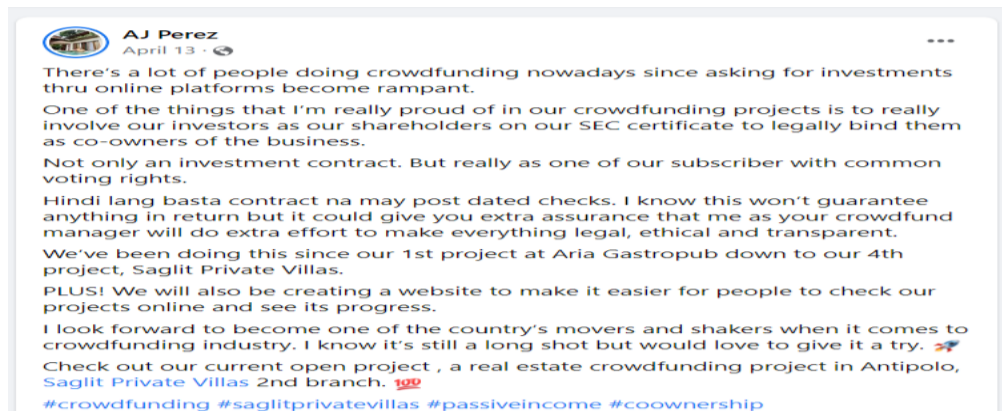 AJ Perez
April 13 ·
There's a lot of people doing crowdfunding nowadays since asking for investments
thru online platforms become rampant.
One of the things that I'm really proud of in our crowdfunding projects is to really
involve our investors as our shareholders on our SEC certificate to legally bind them
as co-owners of the business.
Not only an investment contract. But really as one of our subscriber with common
voting rights.
Hindi lang basta contract na may post dated checks. I know this won't guarantee
anything in return but it could give you extra assurance that me as your crowdfund
manager will do extra effort to make everything legal, ethical and transparent.
We've been doing this since our 1st project at Aria Gastropub down to our 4th
project, Saglit Private Villas.
PLUS! We will also be creating a website to make it easier for people to check our
projects online and see its progress.
I look forward to become one of the country's movers and shakers when it comes to
crowdfunding industry. I know it's still a long shot but would love to give it a try. 🚀
Check out our current open project , a real estate crowdfunding project in Antipolo,
Saglit Private Villas 2nd branch. 💯
#crowdfunding #saglitprivatevillas #passiveincome #coownership